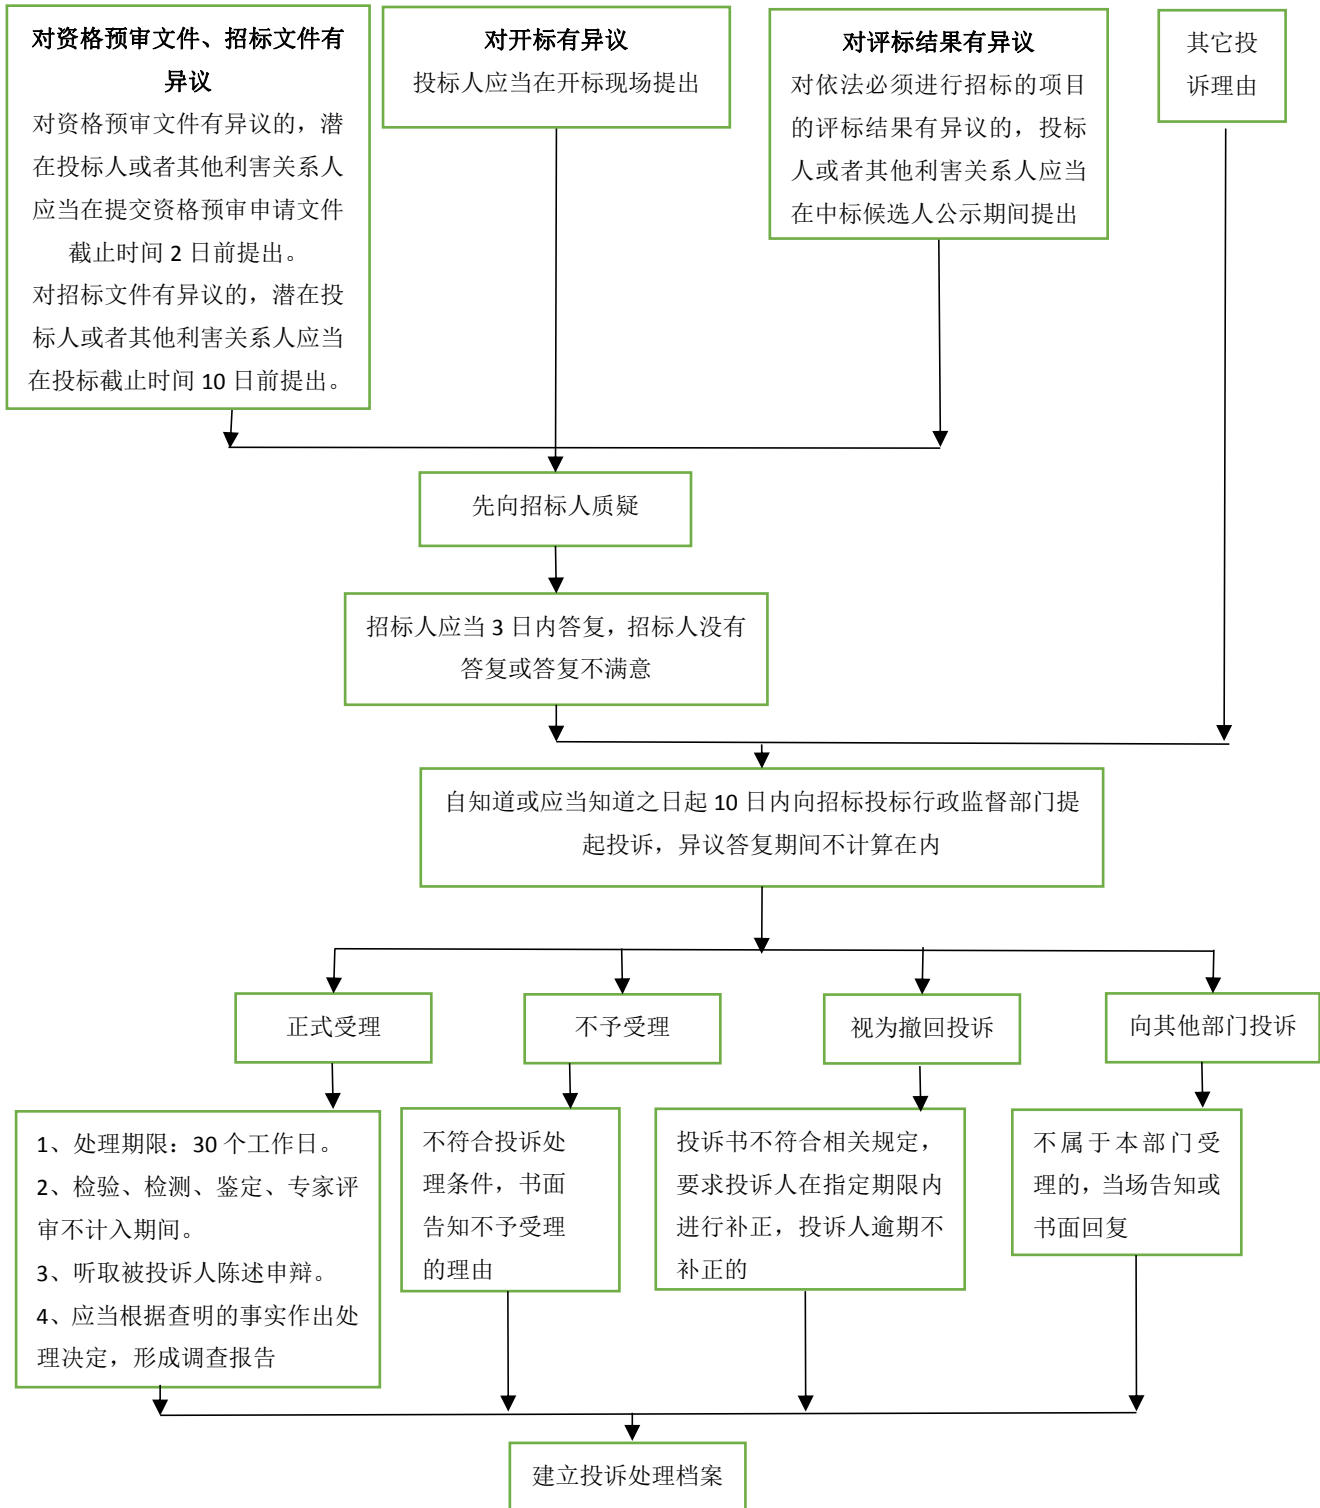 对资格预审文件、招标文件有
异议
对资格预审文件有异议的，潜
在投标人或者其他利害关系人
应当在提交资格预审申请文件
截止时间 2 日前提出。
对招标文件有异议的，潜在投
标人或者其他利害关系人应当
在投标截止时间 10 日前提出。
对开标有异议
投标人应当在开标现场提出
对评标结果有异议
对依法必须进行招标的项目
的评标结果有异议的，投标
人或者其他利害关系人应当
在中标候选人公示期间提出
其它投
诉理由
先向招标人质疑
招标人应当 3 日内答复，招标人没有
答复或答复不满意
自知道或应当知道之日起 10 日内向招标投标行政监督部门提
起投诉，异议答复期间不计算在内
正式受理
不予受理
视为撤回投诉
向其他部门投诉
1、处理期限：30 个工作日。
2、检验、检测、鉴定、专家评
审不计入期间。
3、听取被投诉人陈述申辩。
4、应当根据查明的事实作出处
理决定，形成调查报告
不符合投诉处
理条件，书面
告知不予受理
的理由
投诉书不符合相关规定，
要求投诉人在指定期限内
进行补正，投诉人逾期不
补正的
不属于本部门受
理的，当场告知或
书面回复
建立投诉处理档案